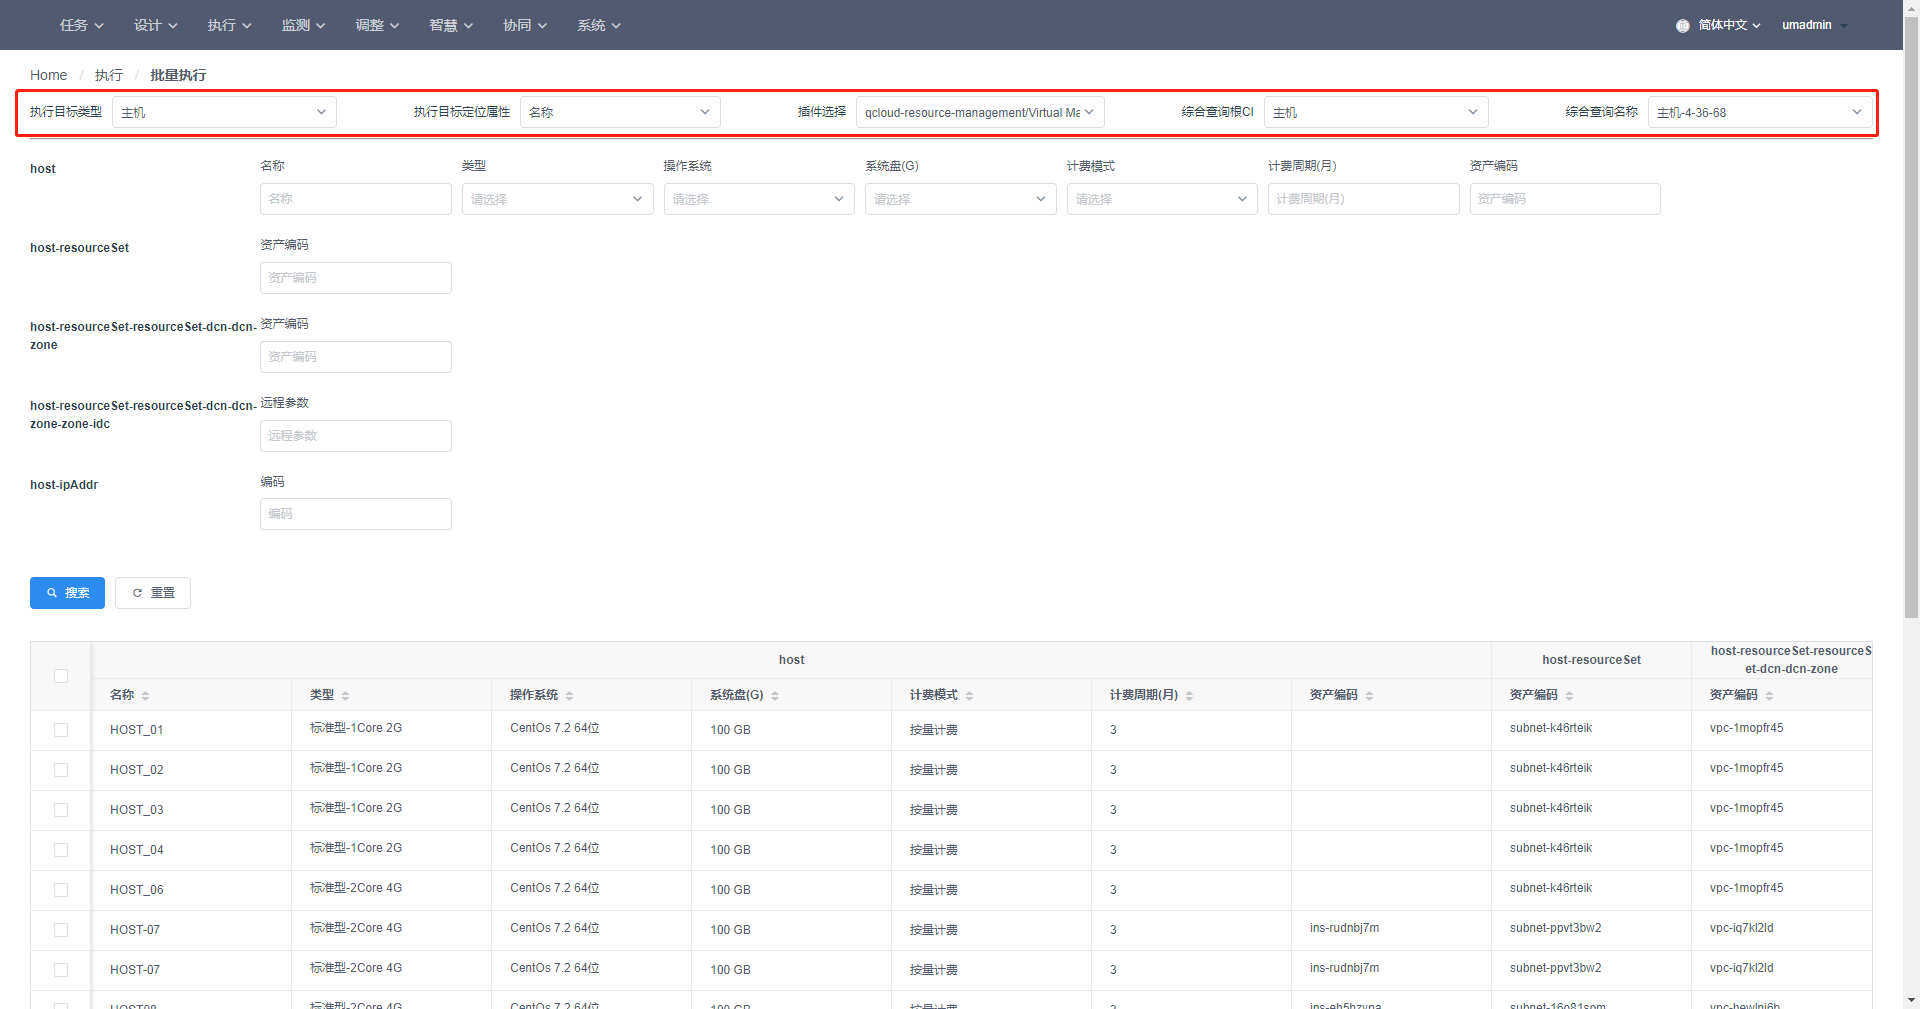 任务 设计 执行 监测 调整 智慧 协同 系统 简体中文 umadmin
Home / 执行 / 批量执行
执行目标类型 主机 执行目标定位属性 名称 插件选择 qcloud-resource-management/Virtual Ma 综合查询根CI 主机 综合查询名称 主机-4-36-68
host 名称 类型 操作系统 系统盘(G) 计费模式 计费周期(月) 资产编码
名称 请选择 请选择 请选择 请选择 计费周期(月) 资产编码
host-resourceSet 资产编码
资产编码
host-resourceSet-resourceSet-dcn-dcn- 资产编码
zone
资产编码
host-resourceSet-resourceSet-dcn-dcn- 远程参数
zone-zone-idc
远程参数
host-ipAddr 编码
编码
搜索 重置
host host-resourceSet host-resourceSet-resourceS
et-dcn-dcn-zone
名称 类型 操作系统 系统盘(G) 计费模式 计费周期(月) 资产编码 资产编码 资产编码
HOST_01 标准型-1Core 2G CentOs 7.2 64位 100 GB 按量计费 3 subnet-k46rteik vpc-1mopfr45
HOST_02 标准型-1Core 2G CentOs 7.2 64位 100 GB 按量计费 3 subnet-k46rteik vpc-1mopfr45
HOST_03 标准型-1Core 2G CentOs 7.2 64位 100 GB 按量计费 3 subnet-k46rteik vpc-1mopfr45
HOST_04 标准型-1Core 2G CentOs 7.2 64位 100 GB 按量计费 3 subnet-k46rteik vpc-1mopfr45
HOST_06 标准型-2Core 4G CentOs 7.2 64位 100 GB 按量计费 3 subnet-k46rteik vpc-1mopfr45
HOST-07 标准型-2Core 4G CentOs 7.2 64位 100 GB 按量计费 3 ins-rudnbj7m subnet-ppvt3bw2 vpc-iq7kl2ld
HOST-07 标准型-2Core 4G CentOs 7.2 64位 100 GB 按量计费 3 ins-rudnbj7m subnet-ppvt3bw2 vpc-iq7kl2ld
标准型-2Core 4G CentOs 7.2 64位 100 GB 按量计费